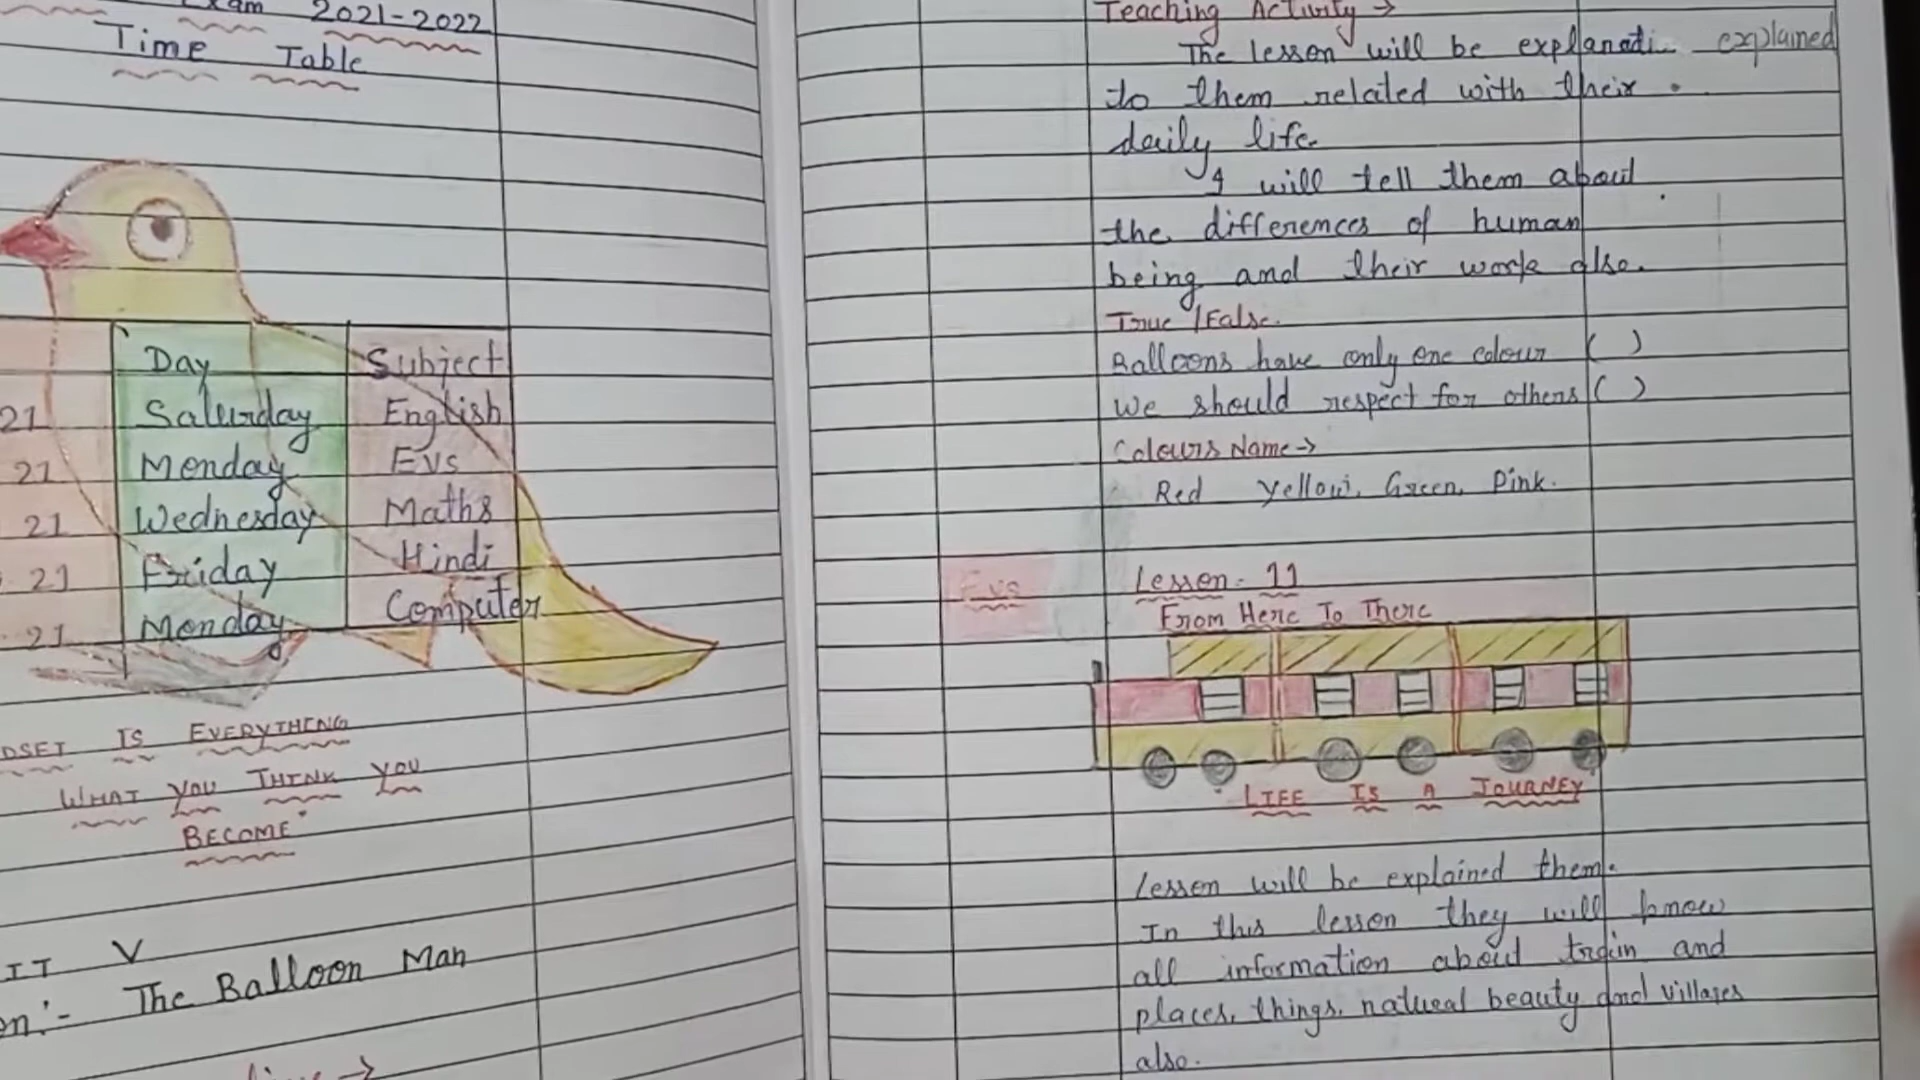 Exam 2021-2022
Time Table
Day Subject
21 Saturday English
21 Monday Evs
21 Wednesday Maths
21 Friday Hindi
21 Monday Computer
IS EVERYTHING
WHAT YOU THINK YOU
BECOME
V
The Balloon Man
Teaching Activity →
The lesson will be explanati explained
to them related with their
daily life.
I will tell them about
the differences of human
being and their work also.
True /False.
Balloons have only one colour ( )
We should respect for others ( )
Colours Name →
Red Yellow, Green, Pink.
Evs
Lesson - 11
From Here To There
LIFE IS A JOURNEY
Lesson will be explained them.
In this lesson they will know
all information about train and
places, things, natural beauty and villages
also.